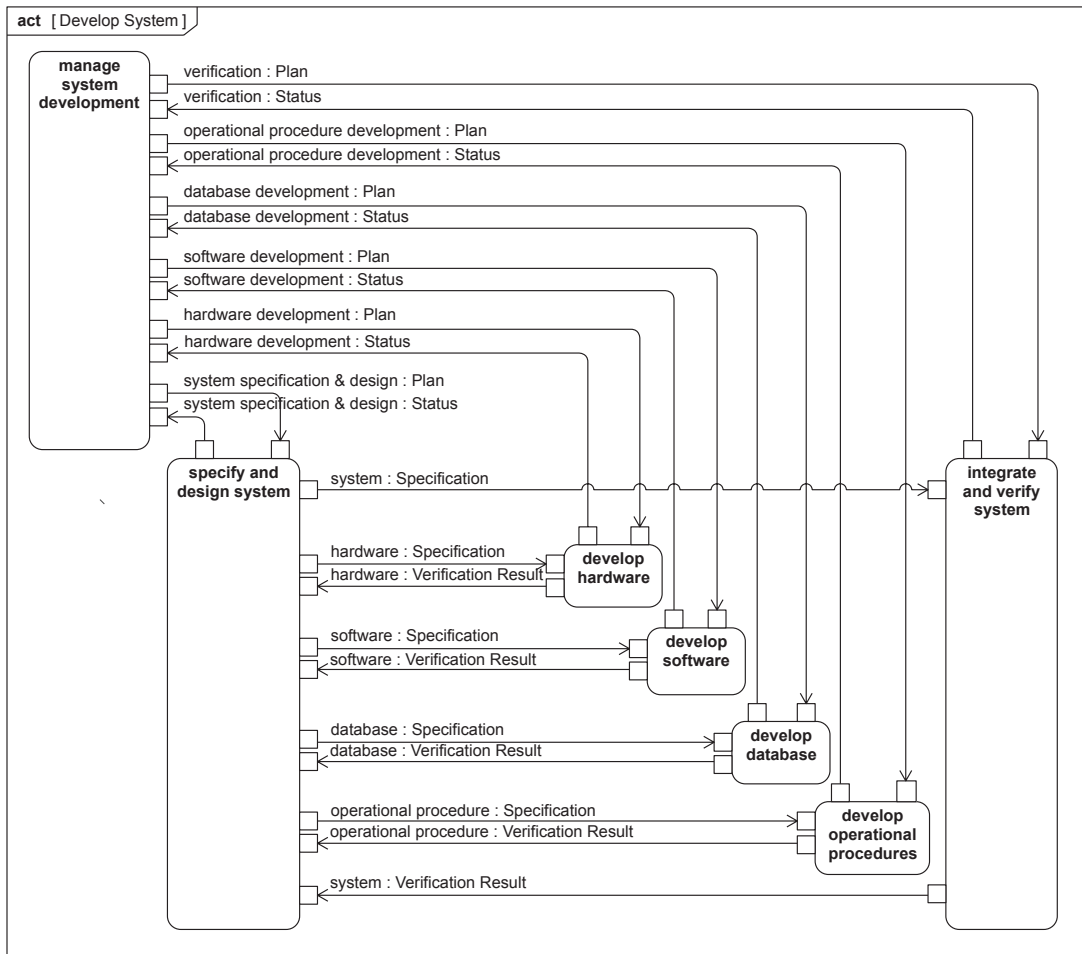 act [ Develop System ]
manage
system
development
verification : Plan
verification : Status
operational procedure development : Plan
operational procedure development : Status
database development : Plan
database development : Status
software development : Plan
software development : Status
hardware development : Plan
hardware development : Status
system specification & design : Plan
system specification & design : Status
specify and
design system
system : Specification
integrate
and verify
system
hardware : Specification
hardware : Verification Result
develop
hardware
software : Specification
software : Verification Result
develop
software
database : Specification
database : Verification Result
develop
database
operational procedure : Specification
operational procedure : Verification Result
develop
operational
procedures
system : Verification Result